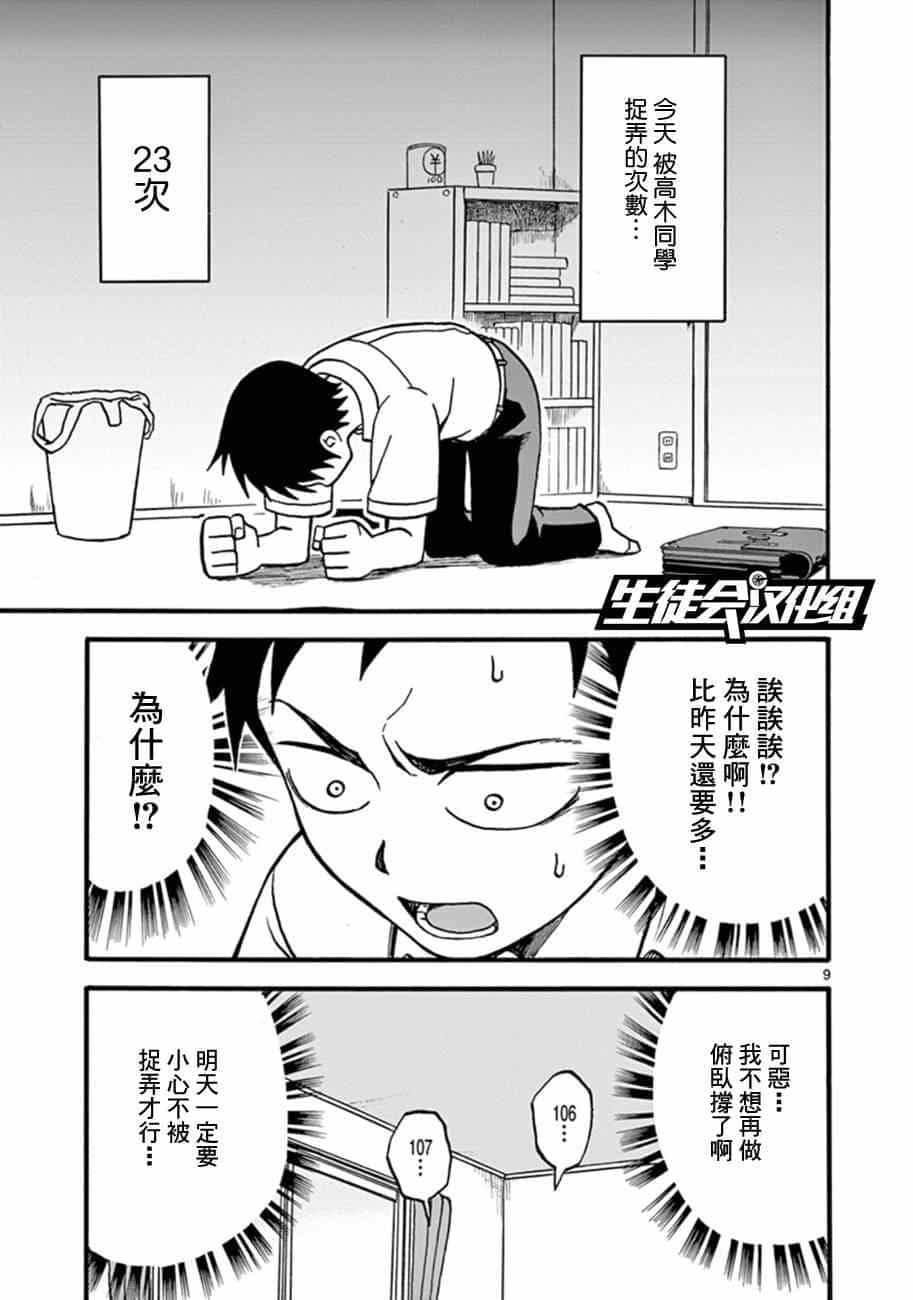 今天 被高木同學
捉弄的次數…
23
次
¥
生徒会汉化组
誒誒誒!?
為什麼啊!!
比昨天還要多…
為什麼!?
9
可惡…
我不想再做
俯臥撐了啊
106
…
107
…
明天一定要
小心不被
捉弄才行…